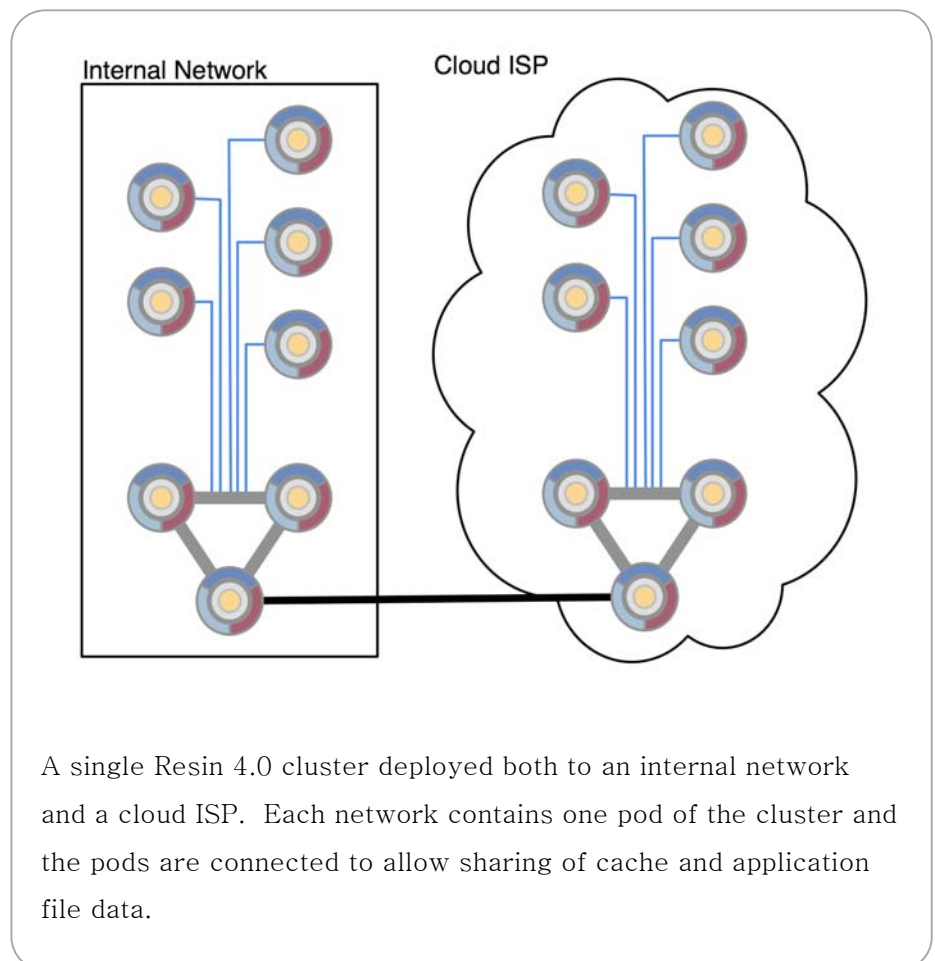 Internal Network
Cloud ISP
A single Resin 4.0 cluster deployed both to an internal network
and a cloud ISP. Each network contains one pod of the cluster and
the pods are connected to allow sharing of cache and application
file data.